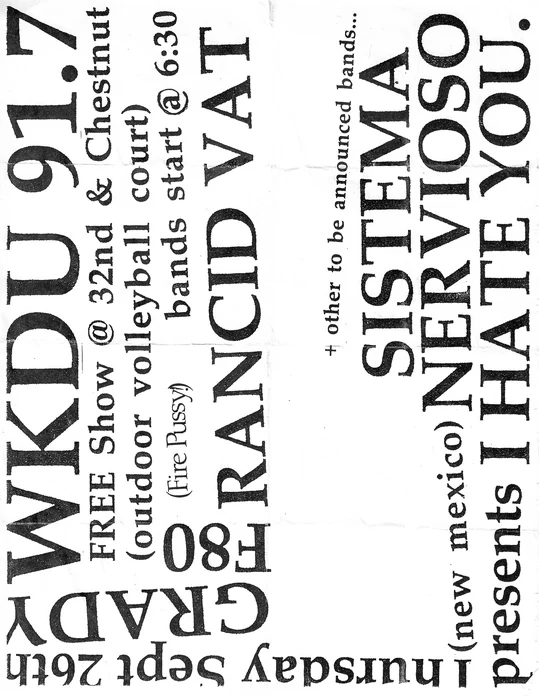 WKDU 91.7
FREE Show @ 32nd & Chestnut
(outdoor volleyball court)
bands start @ 6:30
(Fire Pussy!)
RANCID VAT
+ other to be announced bands...
SISTEMA
NERVIOSO
(new mexico)
presents I HATE YOU.
F80
GRADY
Thursday Sept 26th